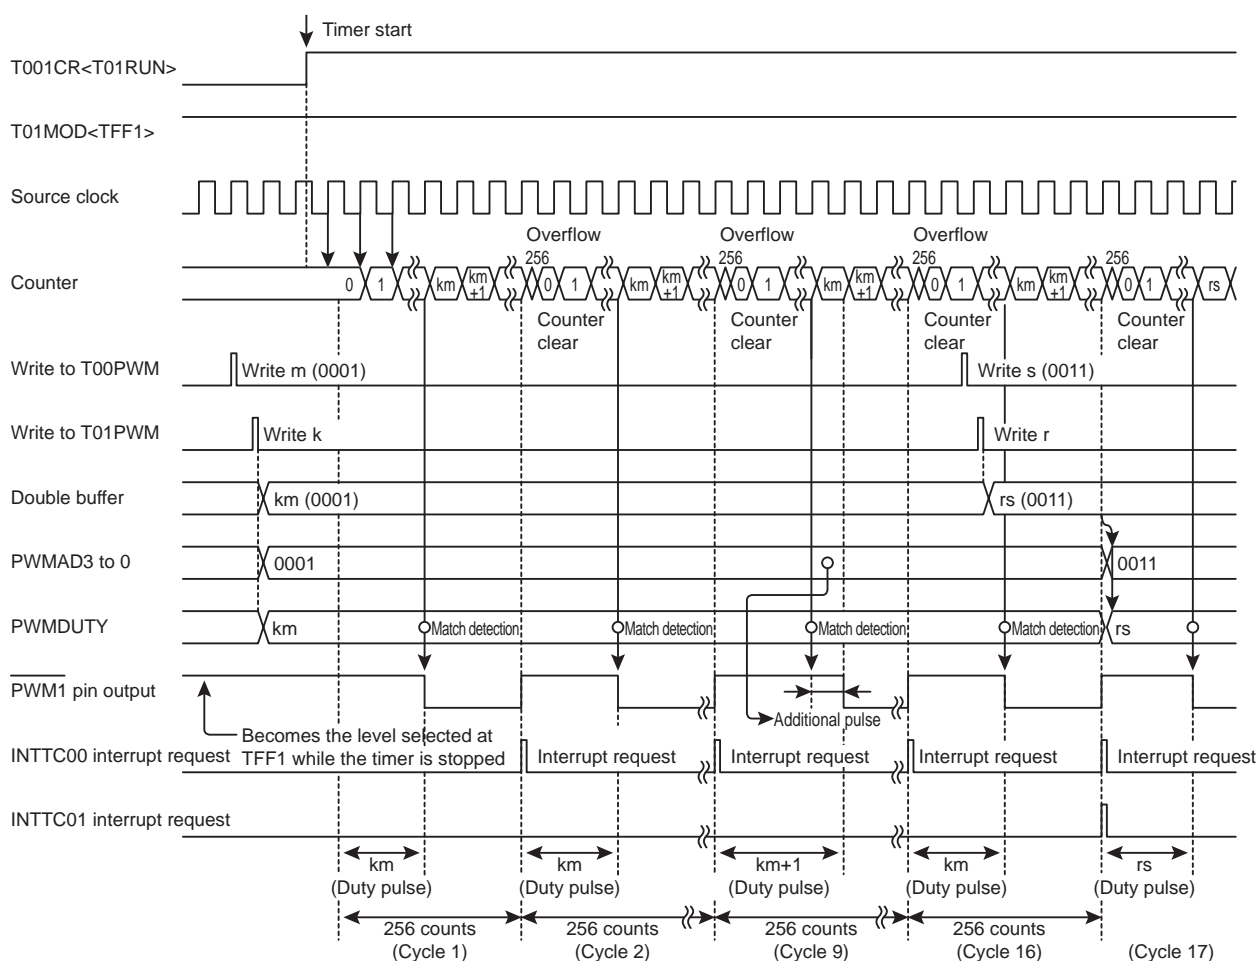 Timer start
T001CR<T01RUN>
T01MOD<TFF1>
Source clock
Overflow Overflow Overflow
256 256 256 256
Counter 0 1 km km+1 0 1 km km+1 0 1 km km+1 0 1 km km+1 0 1 rs
Counter clear Counter clear Counter clear Counter clear
Write to T00PWM Write m (0001) Write s (0011)
Write to T01PWM Write k Write r
Double buffer km (0001) rs (0011)
PWMAD3 to 0 0001 0011
PWMDUTY km Match detection Match detection Match detection Match detection rs
PWM1 pin output
Additional pulse
Becomes the level selected at
TFF1 while the timer is stopped
INTTC00 interrupt request Interrupt request Interrupt request Interrupt request Interrupt request
INTTC01 interrupt request
km km km+1 km rs
(Duty pulse) (Duty pulse) (Duty pulse) (Duty pulse) (Duty pulse)
256 counts 256 counts 256 counts 256 counts
(Cycle 1) (Cycle 2) (Cycle 9) (Cycle 16) (Cycle 17)